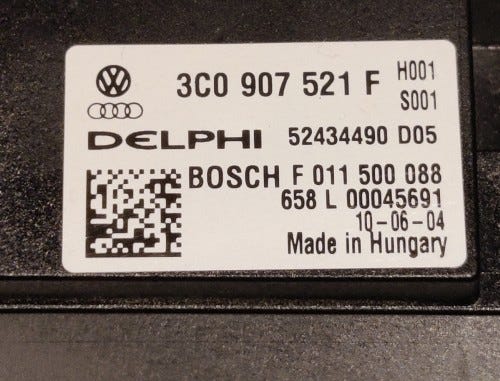 3C0 907 521 F H001
S001
DELPHI 52434490 D05
BOSCH F 011 500 088
658 L 00045691
10-06-04
Made in Hungary